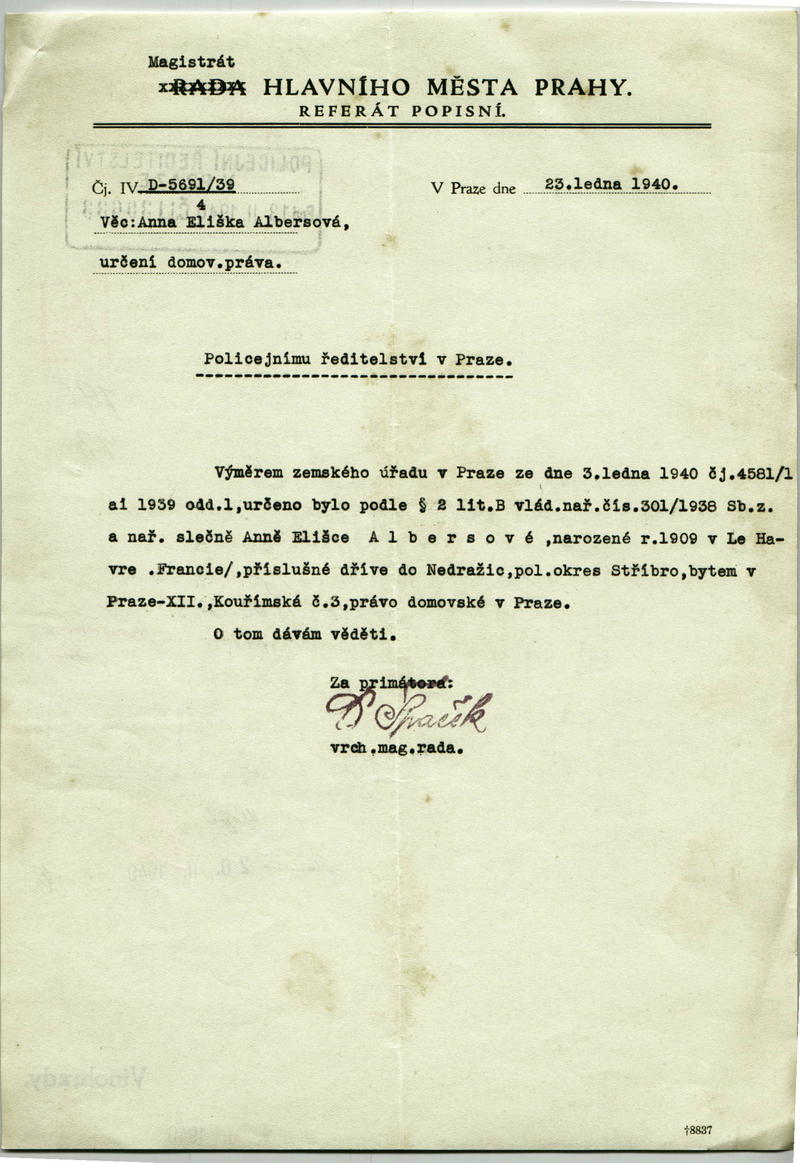 Magistrát
RADA HLAVNÍHO MĚSTA PRAHY.
REFERÁT POPISNÍ.
Čj. IV D-5691/39
4
V Praze dne 23.ledna 1940.
Věc:Anna Eliška Albersová,
určení domov.práva.
Policejnímu ředitelství v Praze.
Výměrem zemského úřadu v Praze ze dne 3.ledna 1940 čj.4581/1
ai 1939 odd.1,určeno bylo podle § 2 lit.B vlád.nař.čís.301/1938 Sb.z.
a nař. slečně Anně Elišce A l b e r s o v é ,narozené r.1909 v Le Ha-
vre .Francie/,příslušné dříve do Nedražic,pol.okres Stříbro,bytem v
Praze-XII.,Kouřimská č.3,právo domovské v Praze.
O tom dávám věděti.
Za primátora:
Dr Spaček
vrch.mag.rada.
†8837